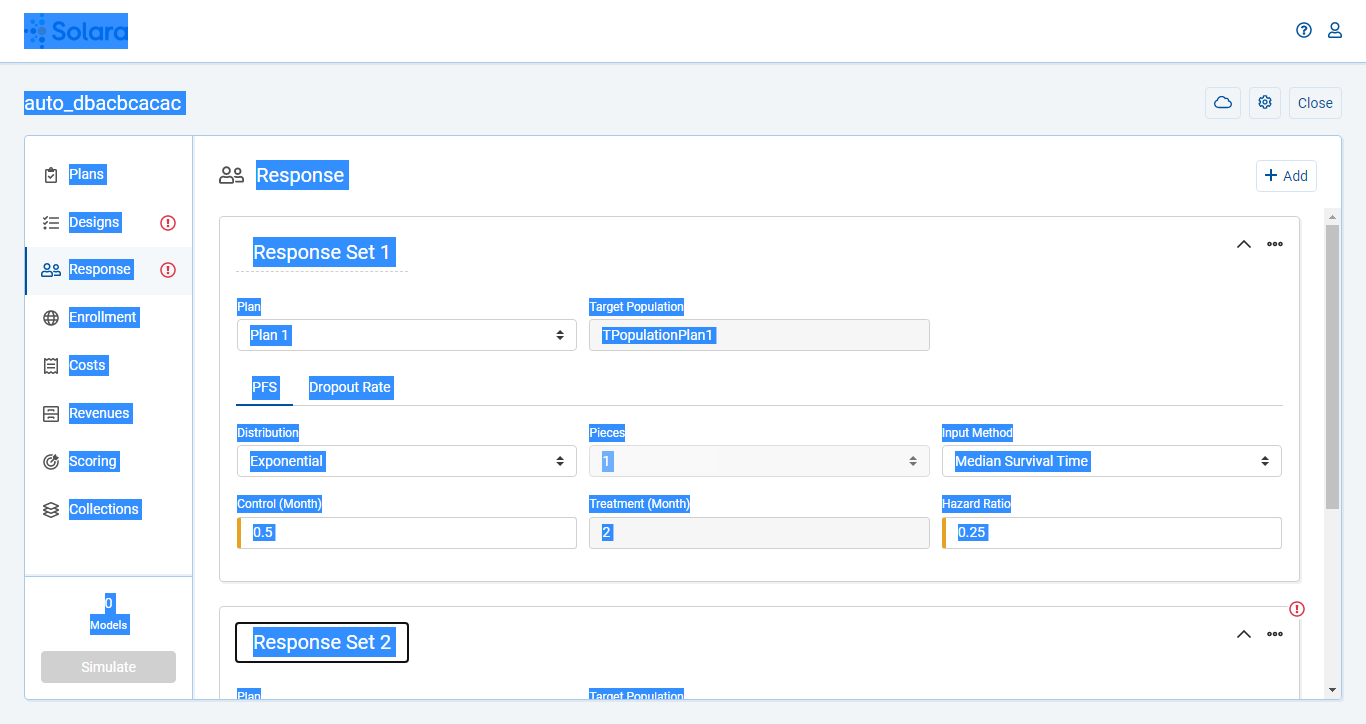 Solara
auto_dbacbcacac
Close
Plans
Designs
Response
Enrollment
Costs
Revenues
Scoring
Collections
0
Models
Simulate
Response
+ Add
Response Set 1
Plan
Target Population
Plan 1
TPopulationPlan1
PFS
Dropout Rate
Distribution
Pieces
Input Method
Exponential
1
Median Survival Time
Control (Month)
Treatment (Month)
Hazard Ratio
0.5
2
0.25
Response Set 2
Plan
Target Population